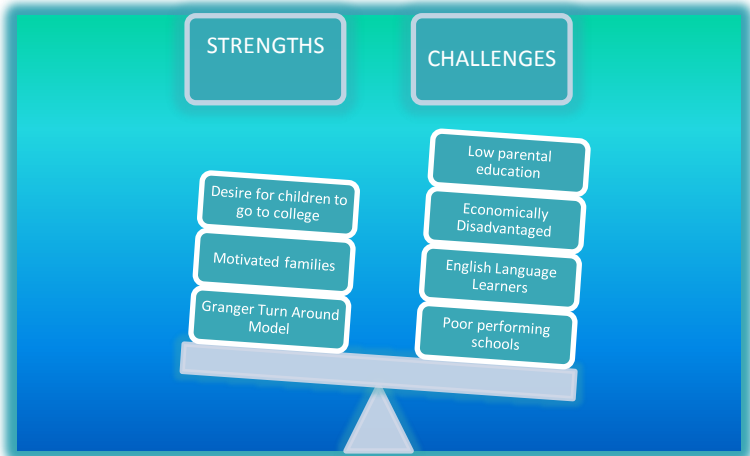 STRENGTHS
CHALLENGES
Desire for children to
go to college
Motivated families
Granger Turn Around
Model
Low parental
education
Economically
Disadvantaged
English Language
Learners
Poor performing
schools